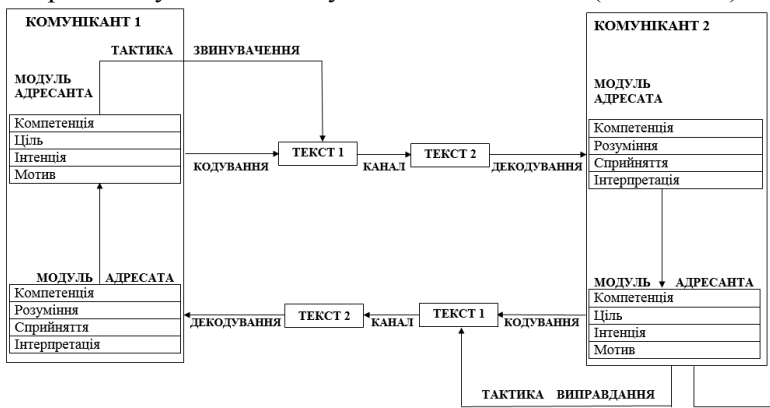 КОМУНІКАНТ 1
КОМУНІКАНТ 2
ТАКТИКА ЗВИНУВАЧЕННЯ
МОДУЛЬ
АДРЕСАНТА
МОДУЛЬ
АДРЕСАТА
Компетенція
Ціль
Інтенція
Мотив
КОДУВАННЯ
ТЕКСТ 1
КАНАЛ
ТЕКСТ 2
ДЕКОДУВАННЯ
Компетенція
Розуміння
Сприйняття
Інтерпретація
МОДУЛЬ АДРЕСАТА
Компетенція
Розуміння
Сприйняття
Інтерпретація
ДЕКОДУВАННЯ
ТЕКСТ 2
КАНАЛ
ТЕКСТ 1
КОДУВАННЯ
МОДУЛЬ АДРЕСАНТА
Компетенція
Ціль
Інтенція
Мотив
ТАКТИКА ВИПРАВДАННЯ